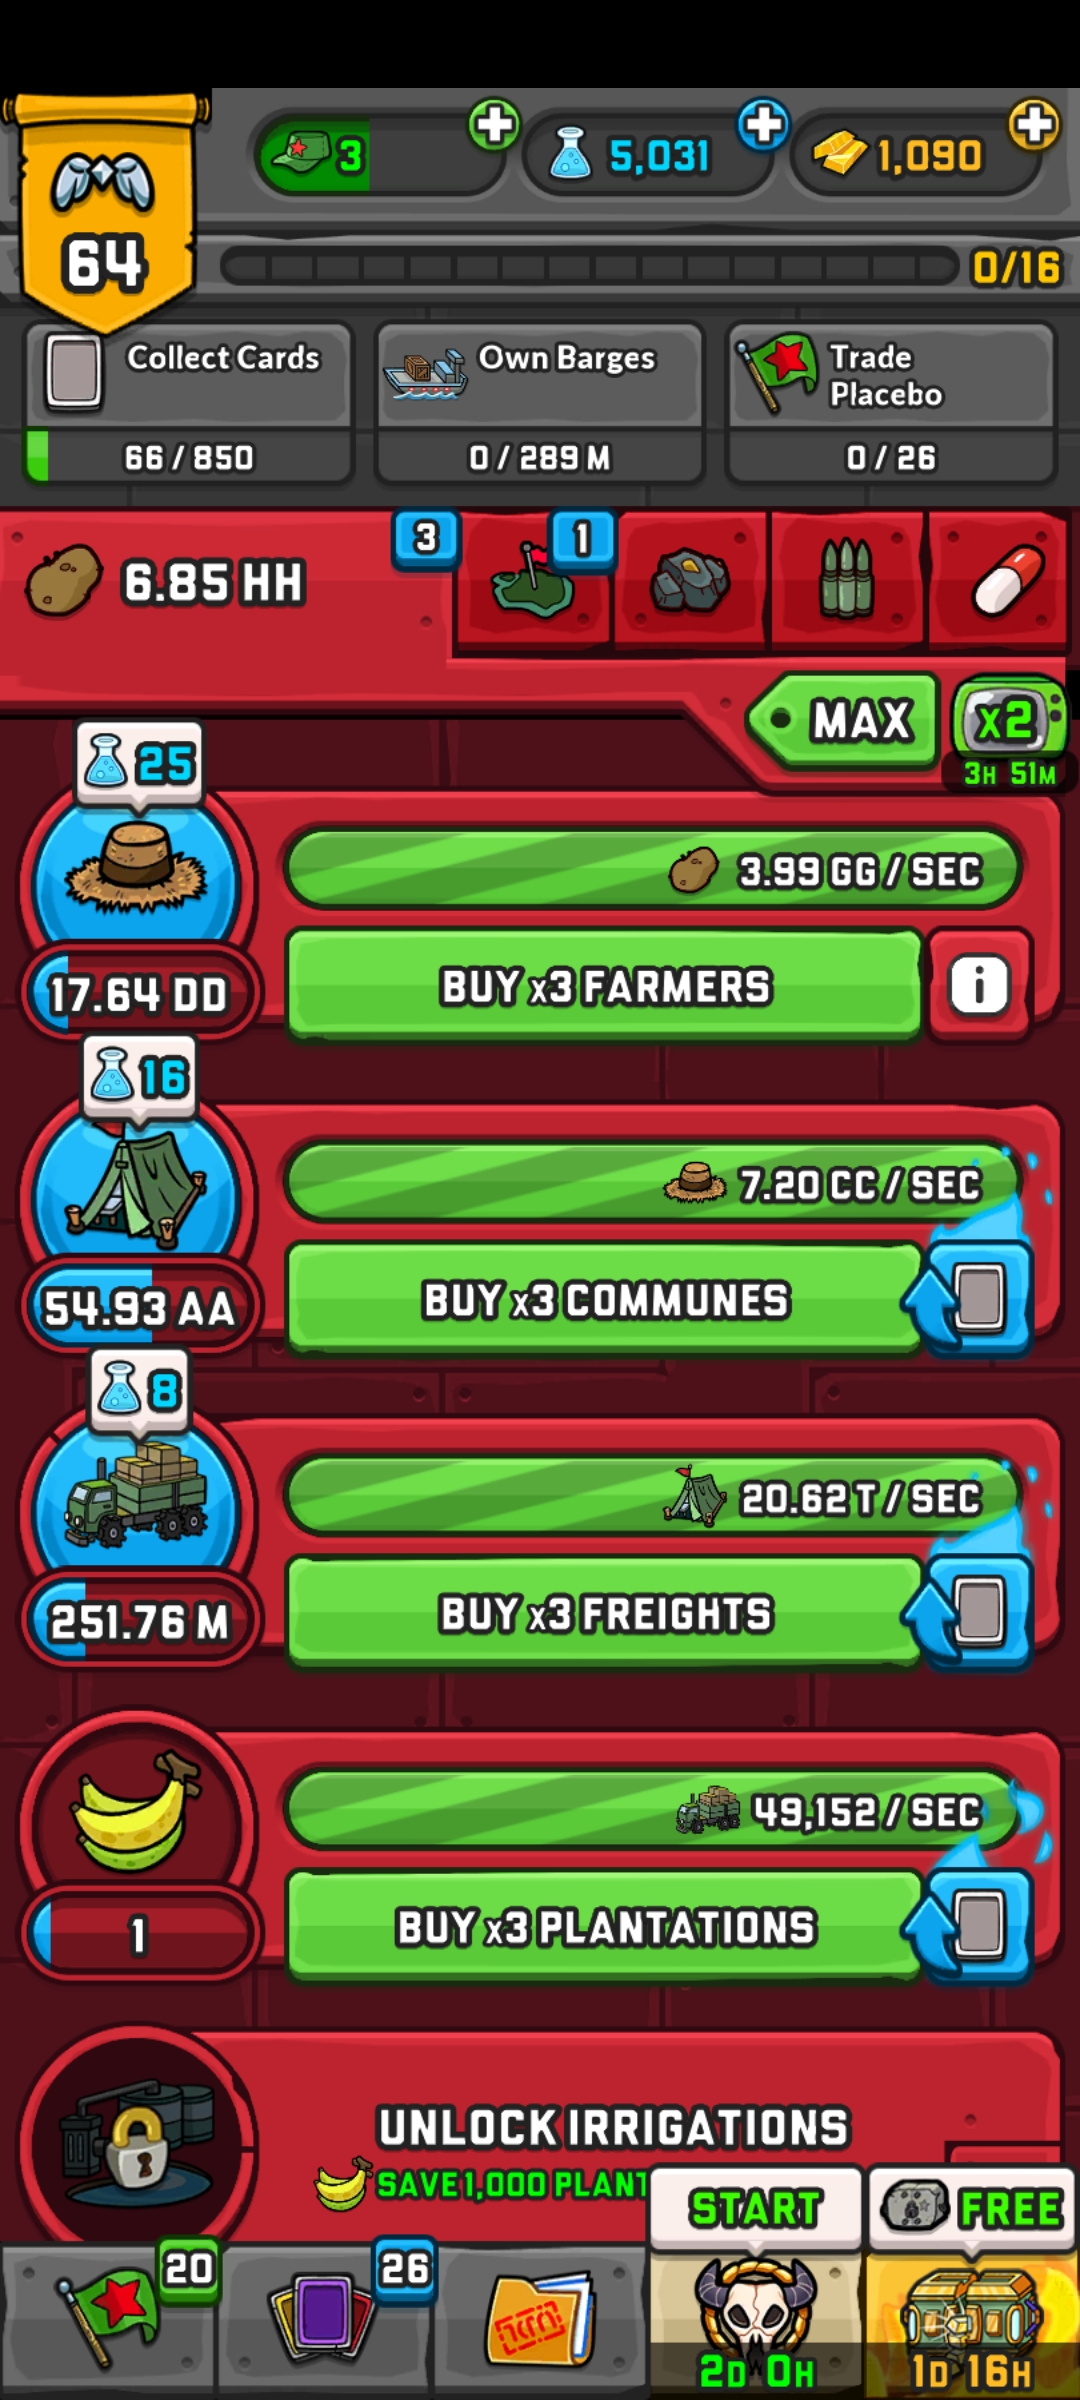 64
3
5,031
1,090
0/16
Collect Cards
66 / 850
Own Barges
0 / 289 M
Trade
Placebo
0 / 26
6.85 HH
3
1
MAX
x2
3H 51M
25
17.64 DD
3.99 GG / SEC
BUY x3 FARMERS
i
16
54.93 AA
7.20 CC / SEC
BUY x3 COMMUNES
8
251.76 M
20.62 T / SEC
BUY x3 FREIGHTS
1
49,152 / SEC
BUY x3 PLANTATIONS
UNLOCK IRRIGATIONS
SAVE 1,000 PLANT
START
FREE
20
26
2D 0H
1D 16H